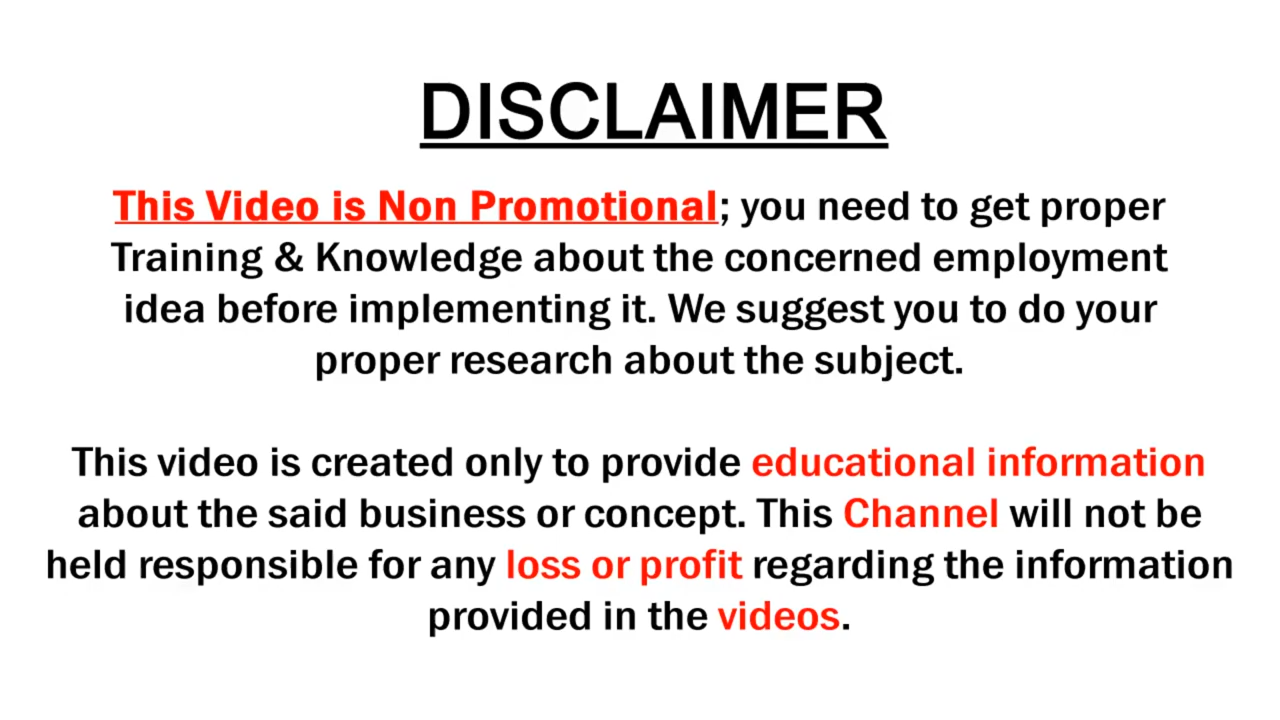 DISCLAIMER
This Video is Non Promotional; you need to get proper
Training & Knowledge about the concerned employment
idea before implementing it. We suggest you to do your
proper research about the subject.
This video is created only to provide educational information
about the said business or concept. This Channel will not be
held responsible for any loss or profit regarding the information
provided in the videos.